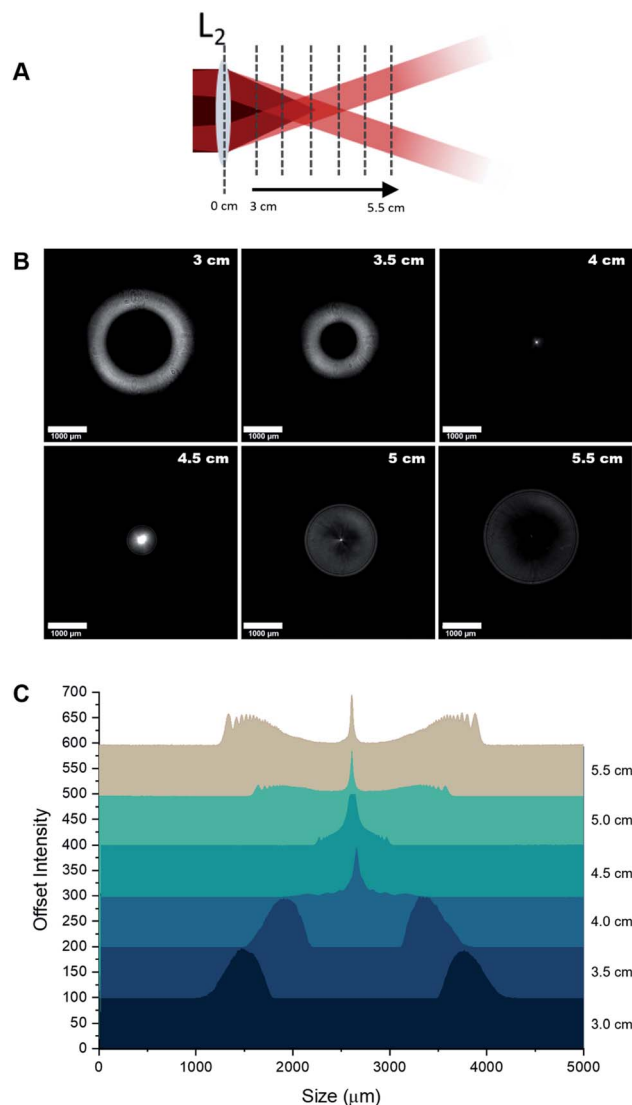 L2
A
0 cm 3 cm 5.5 cm
B
3 cm 3.5 cm 4 cm
1000 µm 1000 µm 1000 µm
4.5 cm 5 cm 5.5 cm
1000 µm 1000 µm 1000 µm
C
700
650
600
550
5.5 cm
500
450
5.0 cm
400
350
4.5 cm
300
250
4.0 cm
200
150
3.5 cm
100
50
3.0 cm
0
Offset Intensity
0 1000 2000 3000 4000 5000
Size (µm)